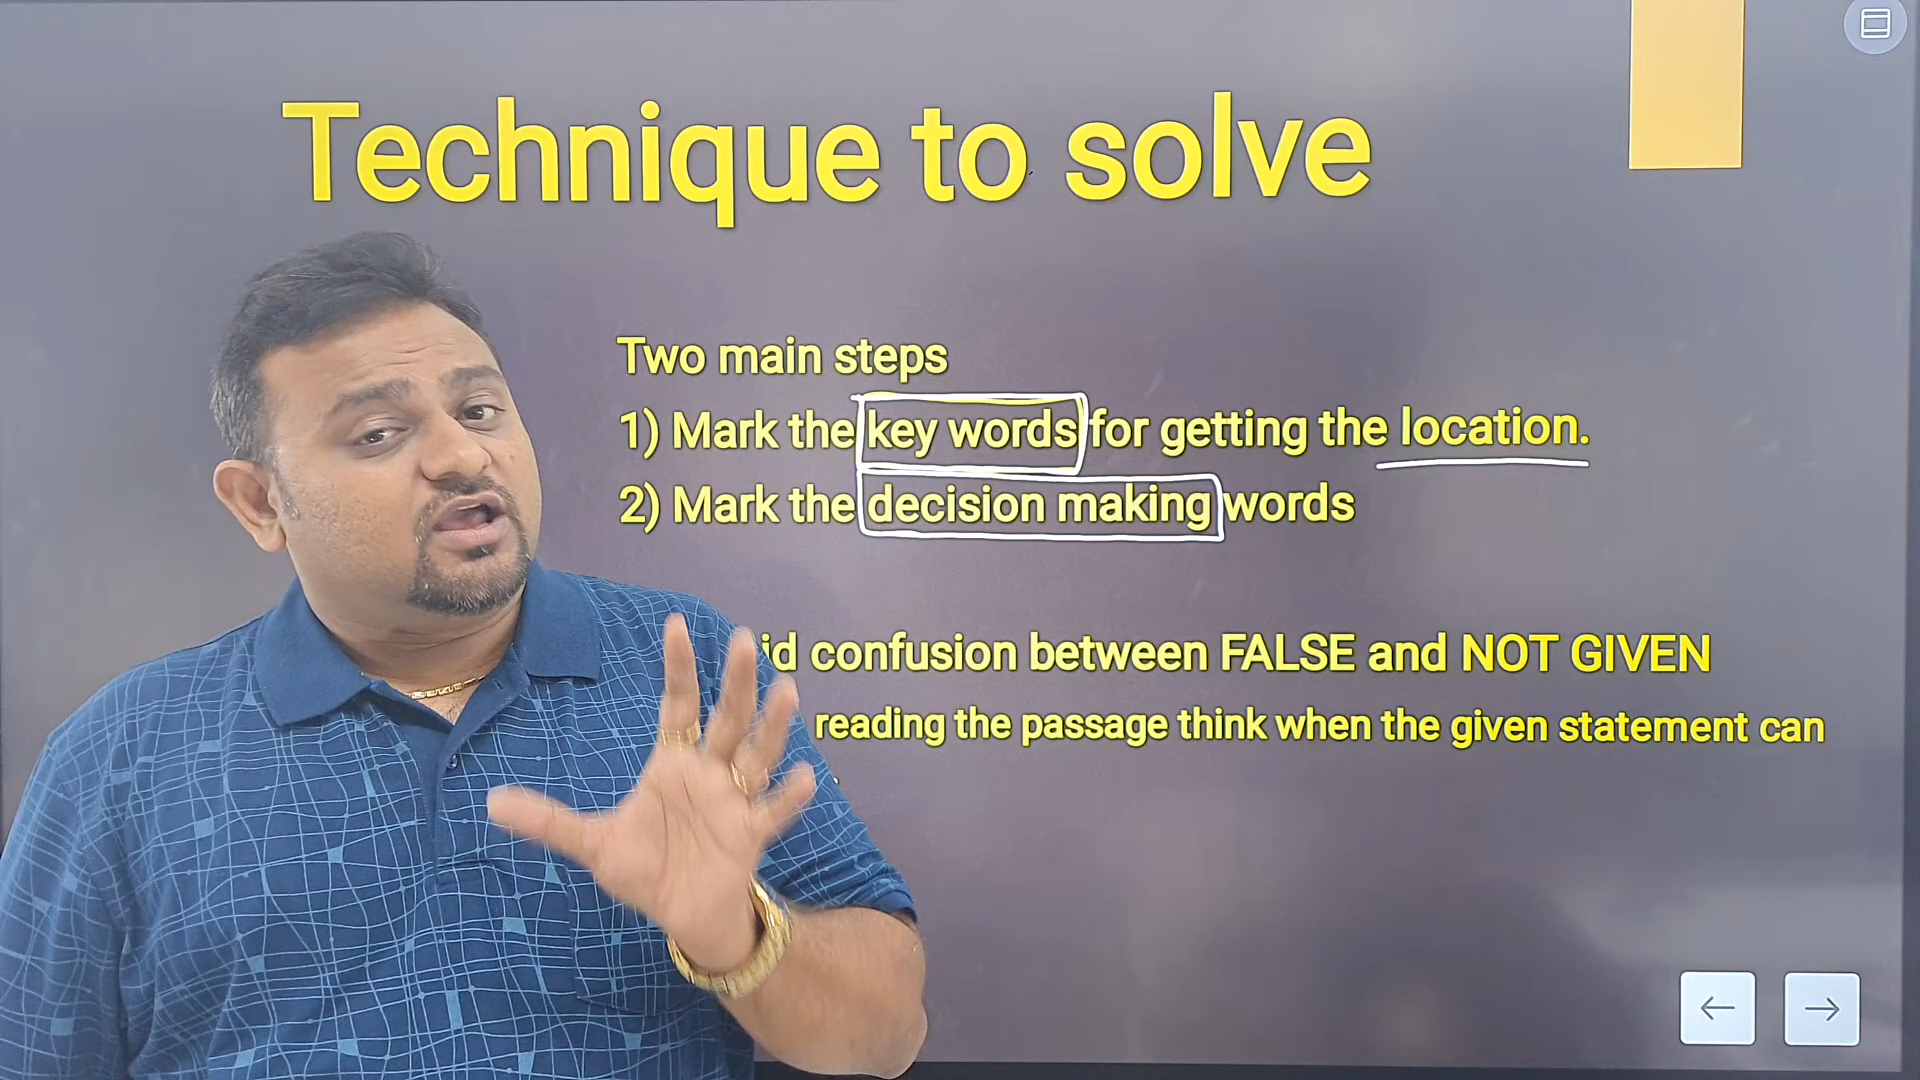 Technique to solve
Two main steps
1) Mark the key words for getting the location.
2) Mark the decision making words
confusion between FALSE and NOT GIVEN
reading the passage think when the given statement can